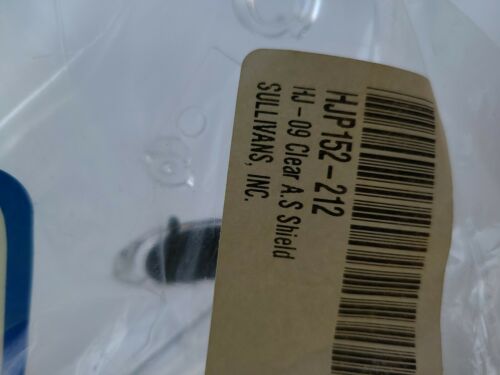 HJP152-212
HJ-09 Clear A.S Shield
SULLIVANS, INC.